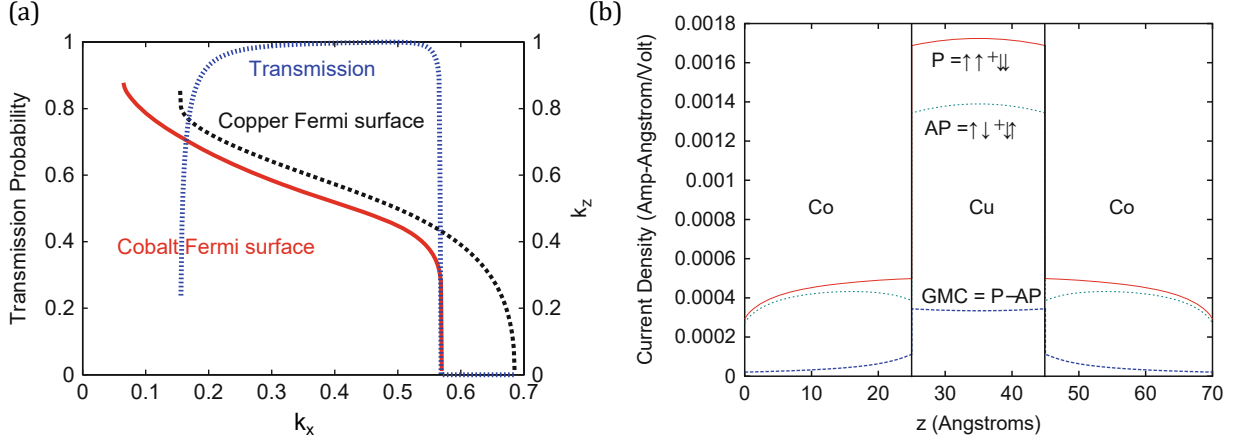 (a)
1
0.8
0.6
0.4
0.2
0
Transmission Probability
Transmission
Copper Fermi surface
Cobalt Fermi surface
1
0.8
0.6
0.4
0.2
0
k_z
0 0.1 0.2 0.3 0.4 0.5 0.6 0.7
k_x
(b)
0.0018
0.0016
0.0014
0.0012
0.001
0.0008
0.0006
0.0004
0.0002
0
Current Density (Amp-Angstrom/Volt)
P =↑↑+↓↓
AP =↑↓+↓↑
Co Cu Co
GMC = P−AP
0 10 20 30 40 50 60 70
z (Angstroms)